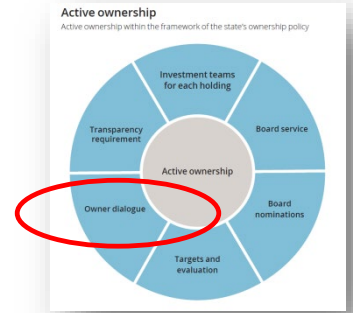 Active ownership
Active ownership within the framework of the state's ownership policy
Investment teams
for each holding
Transparency
requirement
Board service
Active ownership
Owner dialogue
Board
nominations
Targets and
evaluation